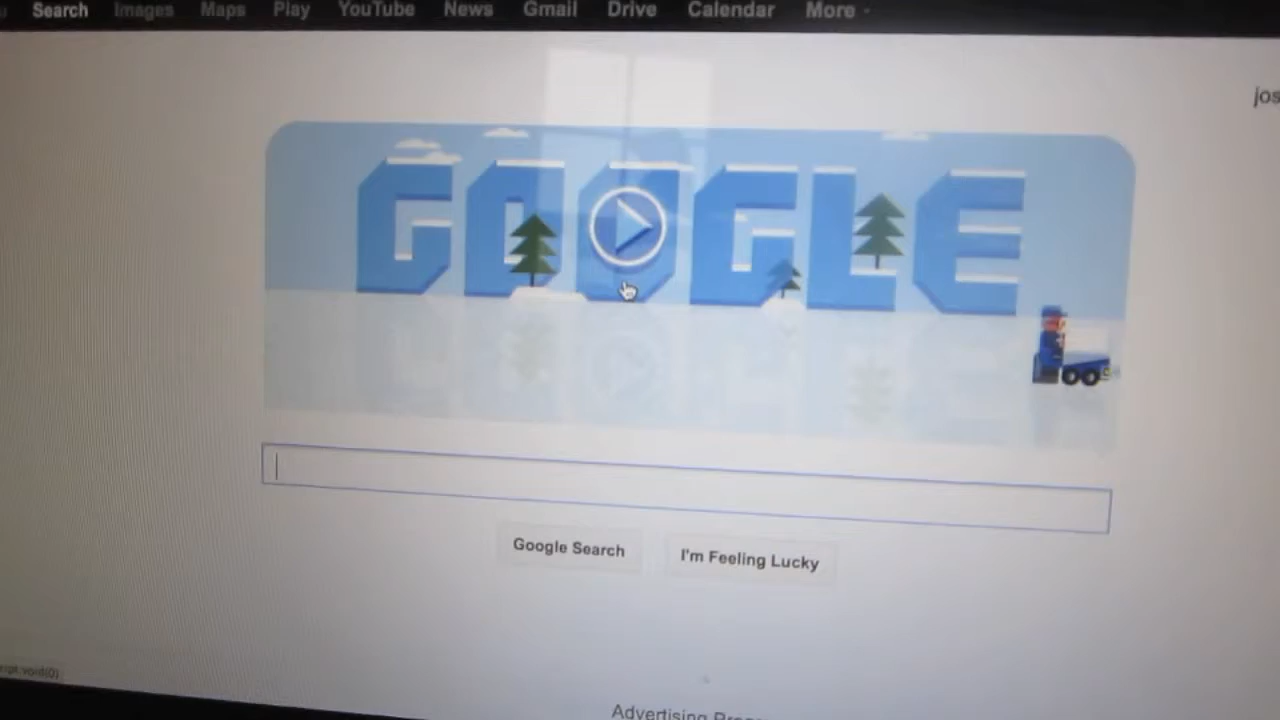 Search Images Maps Play YouTube News Gmail Drive Calendar More
jos
GOOGLE
Google Search I'm Feeling Lucky
Advertising